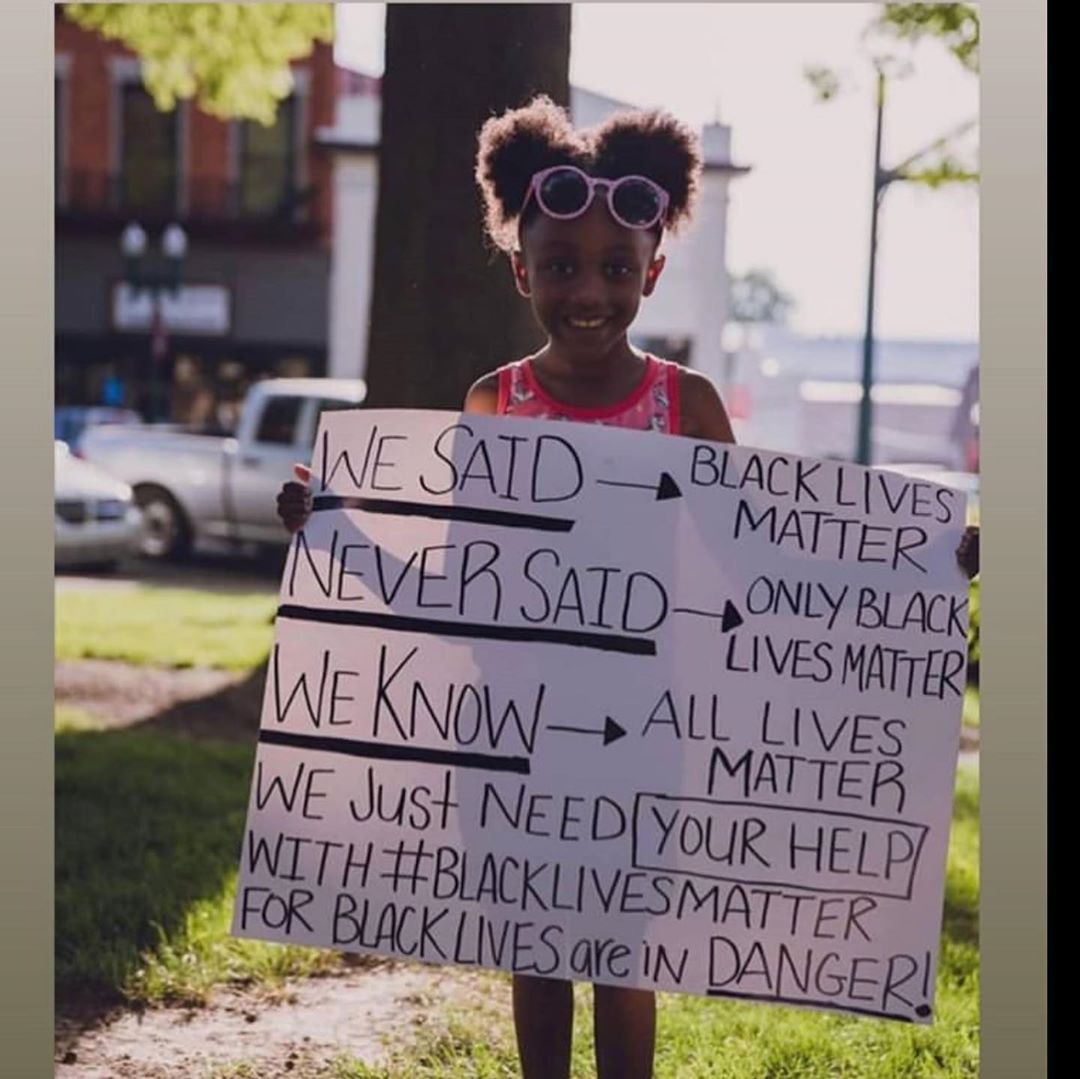 WE SAID → BLACK LIVES
MATTER
NEVER SAID → ONLY BLACK
LIVES MATTER
WE KNOW → ALL LIVES
MATTER
WE Just NEED YOUR HELP
WITH #BLACKLIVESMATTER
FOR BLACK LIVES are iN DANGER!